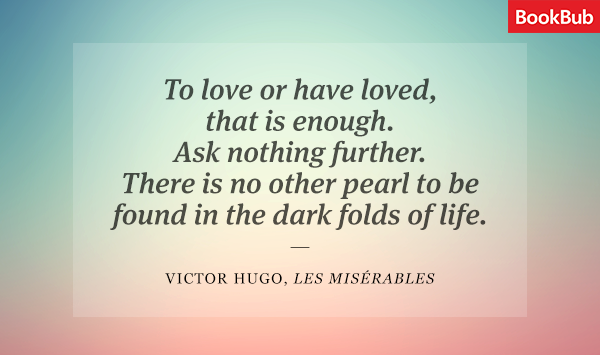 BookBub
To love or have loved,
that is enough.
Ask nothing further.
There is no other pearl to be
found in the dark folds of life.
—
VICTOR HUGO, LES MISÉRABLES